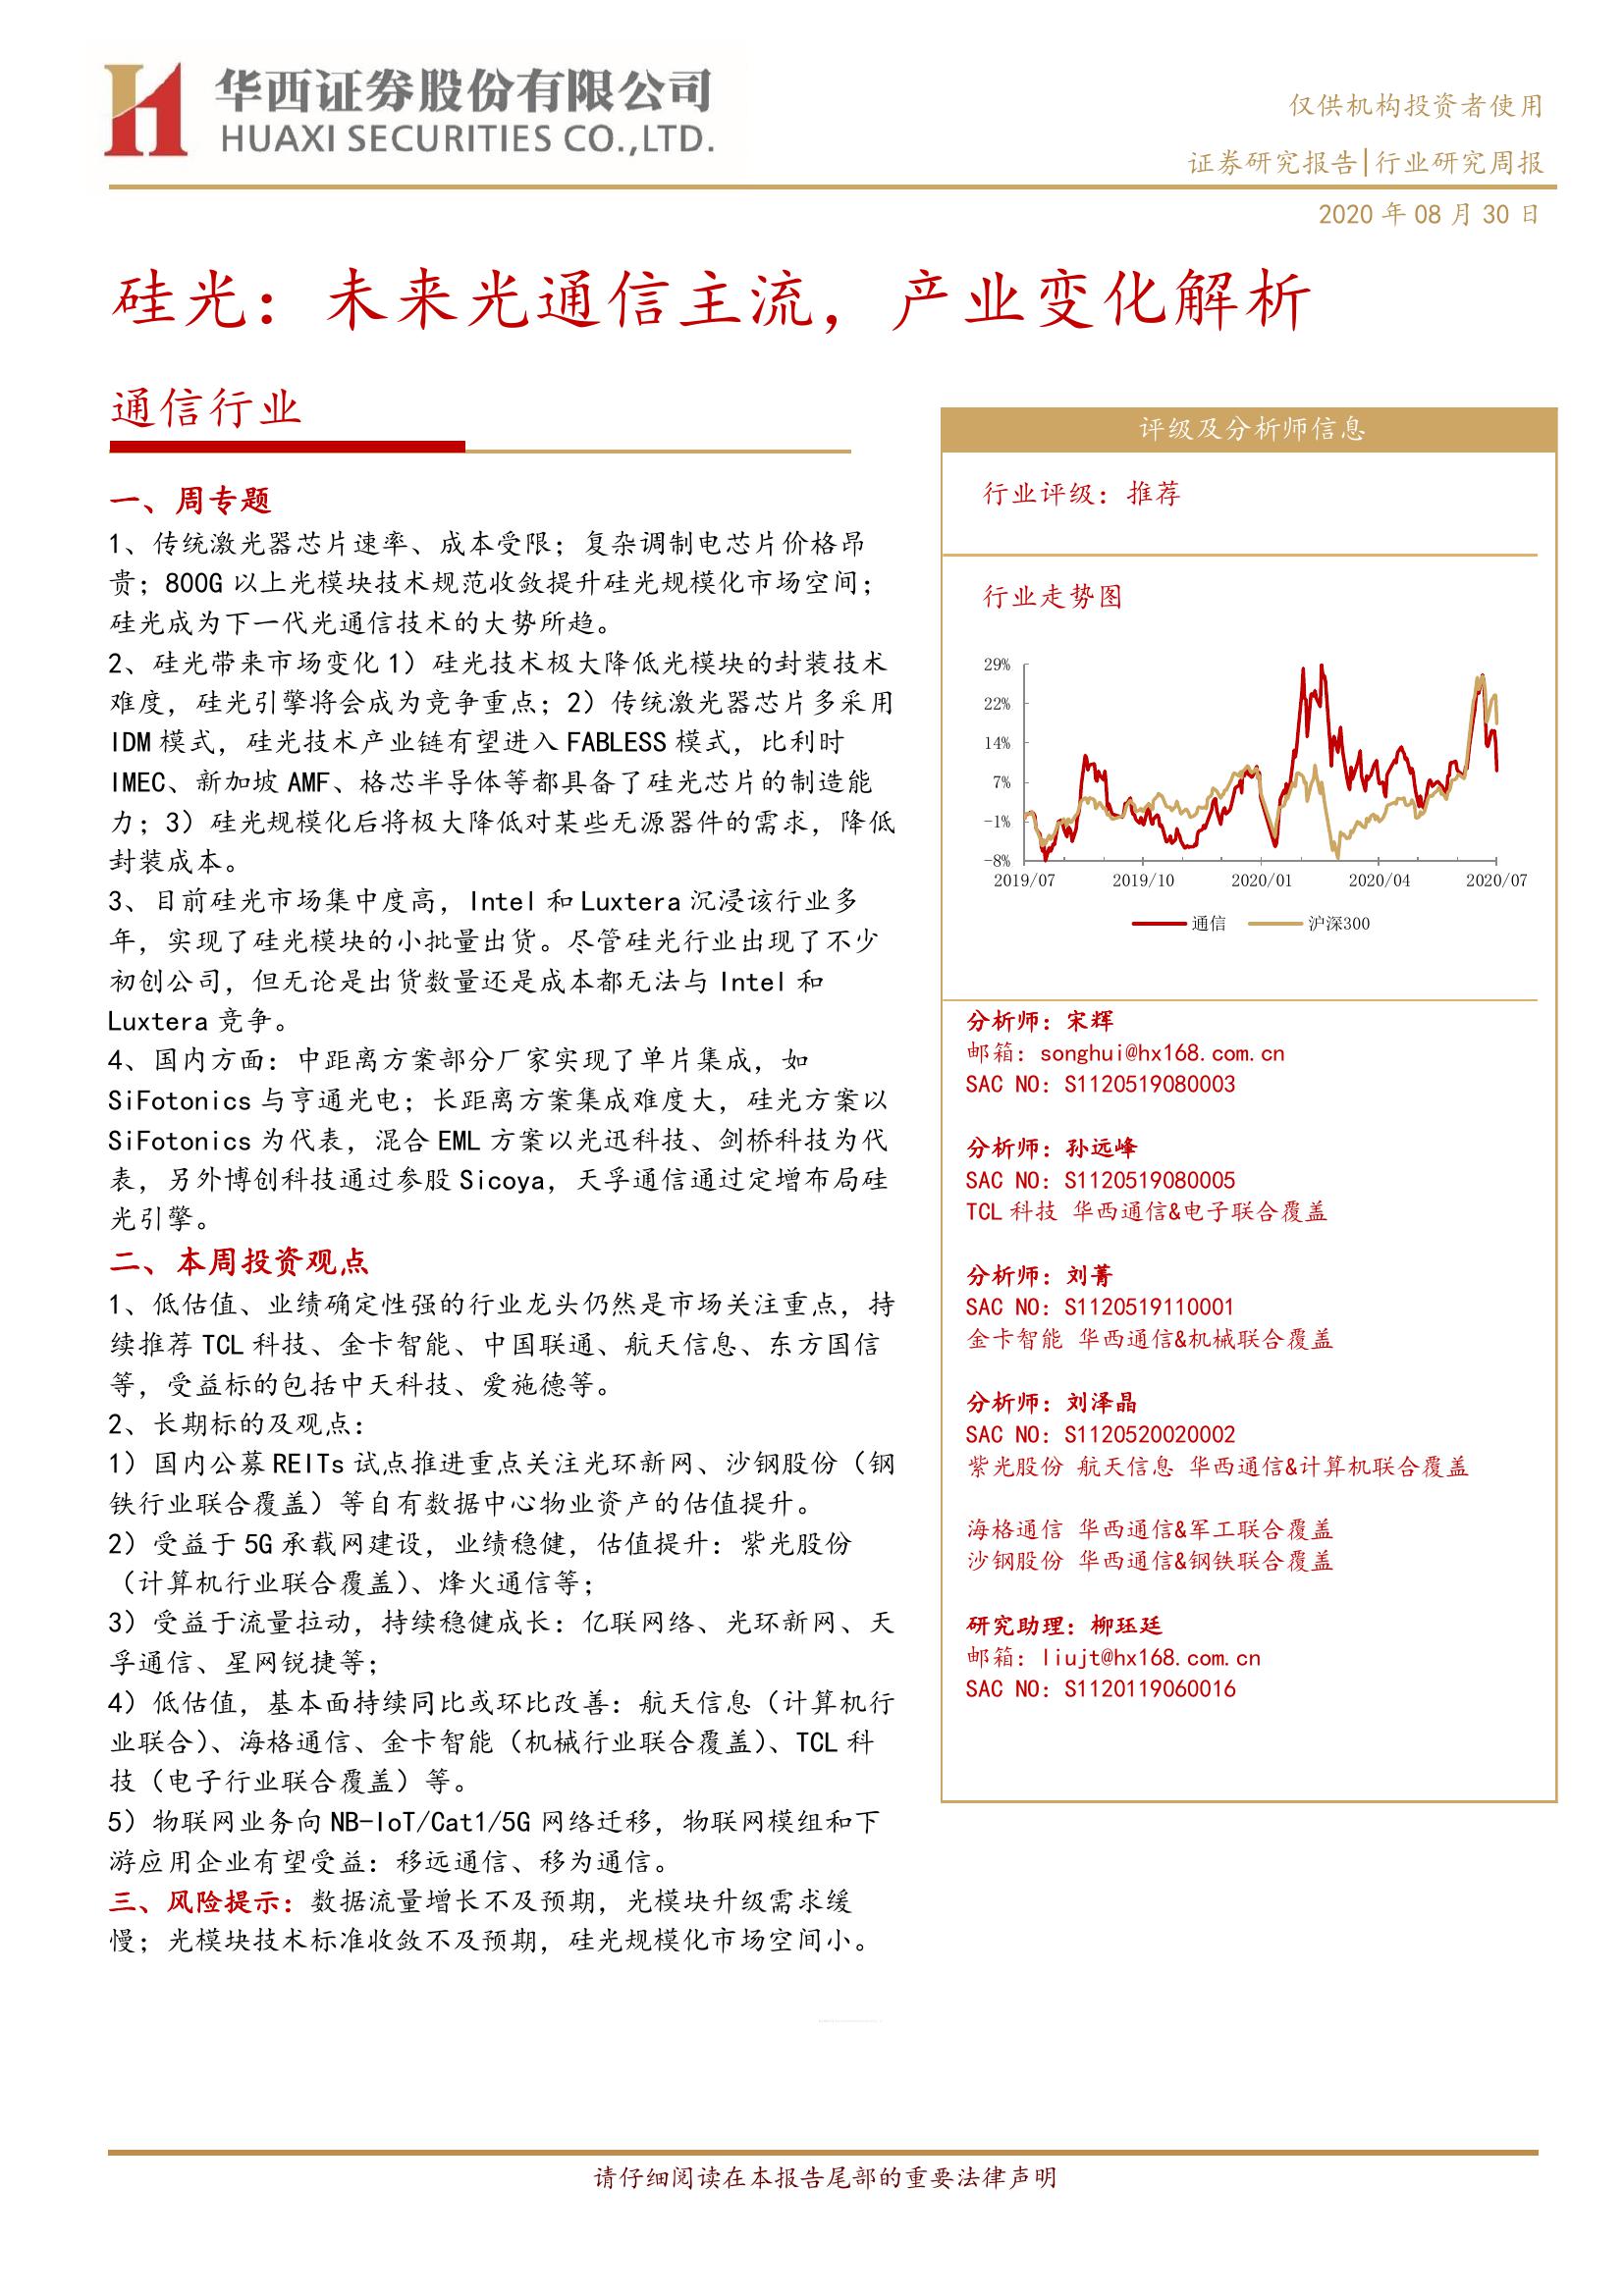 华西证券股份有限公司
HUAXI SECURITIES CO.,LTD.
仅供机构投资者使用
证券研究报告|行业研究周报
2020 年 08 月 30 日
硅光：未来光通信主流，产业变化解析
通信行业
一、周专题
1、传统激光器芯片速率、成本受限；复杂调制电芯片价格昂
贵；800G 以上光模块技术规范收敛提升硅光规模化市场空间；
硅光成为下一代光通信技术的大势所趋。
2、硅光带来市场变化 1）硅光技术极大降低光模块的封装技术
难度，硅光引擎将会成为竞争重点；2）传统激光器芯片多采用
IDM 模式，硅光技术产业链有望进入 FABLESS 模式，比利时
IMEC、新加坡 AMF、格芯半导体等都具备了硅光芯片的制造能
力；3）硅光规模化后将极大降低对某些无源器件的需求，降低
封装成本。
3、目前硅光市场集中度高，Intel 和 Luxtera 沉浸该行业多
年，实现了硅光模块的小批量出货。尽管硅光行业出现了不少
初创公司，但无论是出货数量还是成本都无法与 Intel 和
Luxtera 竞争。
4、国内方面：中距离方案部分厂家实现了单片集成，如
SiFotonics 与亨通光电；长距离方案集成难度大，硅光方案以
SiFotonics 为代表，混合 EML 方案以光迅科技、剑桥科技为代
表，另外博创科技通过参股 Sicoya，天孚通信通过定增布局硅
光引擎。
二、本周投资观点
1、低估值、业绩确定性强的行业龙头仍然是市场关注重点，持
续推荐 TCL 科技、金卡智能、中国联通、航天信息、东方国信
等，受益标的包括中天科技、爱施德等。
2、长期标的及观点：
1）国内公募 REITs 试点推进重点关注光环新网、沙钢股份（钢
铁行业联合覆盖）等自有数据中心物业资产的估值提升。
2）受益于 5G 承载网建设，业绩稳健，估值提升：紫光股份
（计算机行业联合覆盖）、烽火通信等；
3）受益于流量拉动，持续稳健成长：亿联网络、光环新网、天
孚通信、星网锐捷等；
4）低估值，基本面持续同比或环比改善：航天信息（计算机行
业联合）、海格通信、金卡智能（机械行业联合覆盖）、TCL 科
技（电子行业联合覆盖）等。
5）物联网业务向 NB-IoT/Cat1/5G 网络迁移，物联网模组和下
游应用企业有望受益：移远通信、移为通信。
三、风险提示：数据流量增长不及预期，光模块升级需求缓
慢；光模块技术标准收敛不及预期，硅光规模化市场空间小。
评级及分析师信息
行业评级：推荐
行业走势图
29%
22%
14%
7%
-1%
-8%
2019/07 2019/10 2020/01 2020/04 2020/07
通信 沪深300
分析师：宋辉
邮箱：songhui@hx168.com.cn
SAC NO：S1120519080003
分析师：孙远峰
SAC NO：S1120519080005
TCL 科技 华西通信&电子联合覆盖
分析师：刘菁
SAC NO：S1120519110001
金卡智能 华西通信&机械联合覆盖
分析师：刘泽晶
SAC NO：S1120520020002
紫光股份 航天信息 华西通信&计算机联合覆盖
海格通信 华西通信&军工联合覆盖
沙钢股份 华西通信&钢铁联合覆盖
研究助理：柳珏廷
邮箱：liujt@hx168.com.cn
SAC NO：S1120119060016
请仔细阅读在本报告尾部的重要法律声明